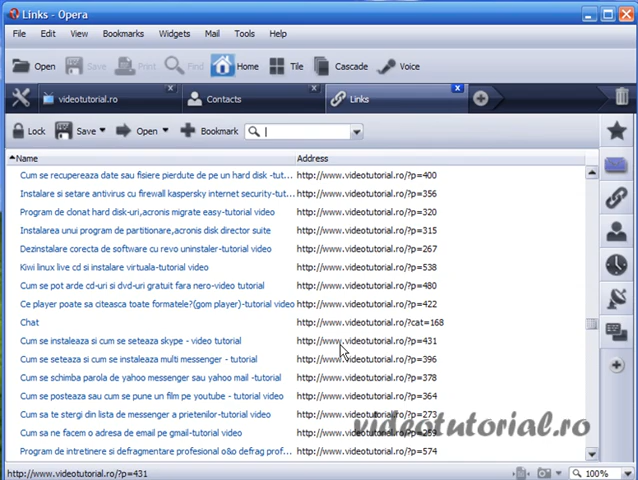 Links - Opera
File Edit View Bookmarks Widgets Mail Tools Help
Open Save Print Find Home Tile Cascade Voice
videotutorial.ro Contacts Links
Lock Save Open Bookmark
Name Address
Cum se recupereaza date sau fisiere pierdute de pe un hard disk -tut... http://www.videotutorial.ro/?p=400
Instalare si setare antivirus cu firewall kaspersky internet security-tut... http://www.videotutorial.ro/?p=356
Program de clonat hard disk-uri,acronis migrate easy-tutorial video http://www.videotutorial.ro/?p=320
Instalarea unui program de partitionare,acronis disk director suite http://www.videotutorial.ro/?p=315
Dezinstalare corecta de software cu revo uninstaler-tutorial video http://www.videotutorial.ro/?p=267
Kiwi linux live cd si instalare virtuala-tutorial video http://www.videotutorial.ro/?p=538
Cum se pot arde cd-uri si dvd-uri gratuit fara nero-video tutorial http://www.videotutorial.ro/?p=480
Ce player poate sa citeasca toate formatele?(gom player)-tutorial video http://www.videotutorial.ro/?p=422
Chat http://www.videotutorial.ro/?cat=168
Cum se instaleaza si cum se seteaza skype - video tutorial http://www.videotutorial.ro/?p=431
Cum se seteaza si cum se instaleaza multi messenger - tutorial http://www.videotutorial.ro/?p=396
Cum se schimba parola de yahoo messenger sau yahoo mail -tutorial http://www.videotutorial.ro/?p=378
Cum se posteaza sau cum se pune un film pe youtube - tutorial video http://www.videotutorial.ro/?p=364
Cum sa te stergi din lista de messenger a prietenilor-tutorial video http://www.videotutorial.ro/?p=273
Cum sa ne facem o adresa de email pe gmail-tutorial video http://www.videotutorial.ro/?p=259
videotutorial.ro
Program de intretinere si defragmentare profesional o&o defrag prof... http://www.videotutorial.ro/?p=574
http://www.videotutorial.ro/?p=431 100%